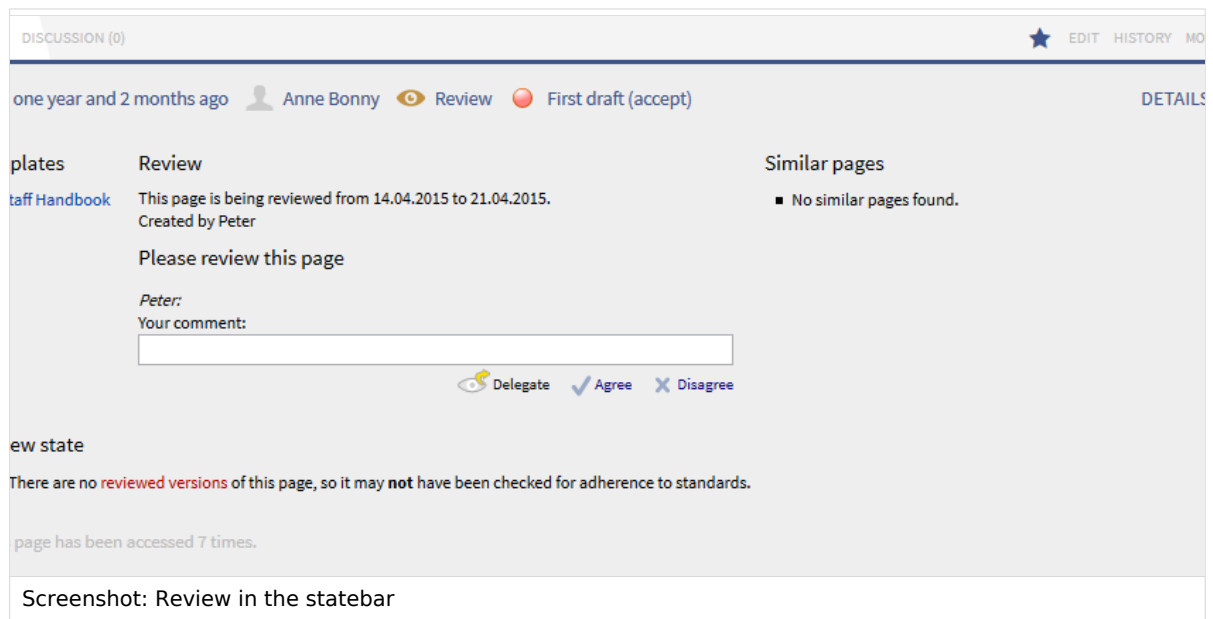 DISCUSSION (0) EDIT HISTORY MO
one year and 2 months ago Anne Bonny Review First draft (accept) DETAILS
plates Review Similar pages
taff Handbook This page is being reviewed from 14.04.2015 to 21.04.2015. No similar pages found.
Created by Peter
Please review this page
Peter:
Your comment:
Delegate Agree Disagree
ew state
There are no reviewed versions of this page, so it may not have been checked for adherence to standards.
page has been accessed 7 times.
Screenshot: Review in the statebar